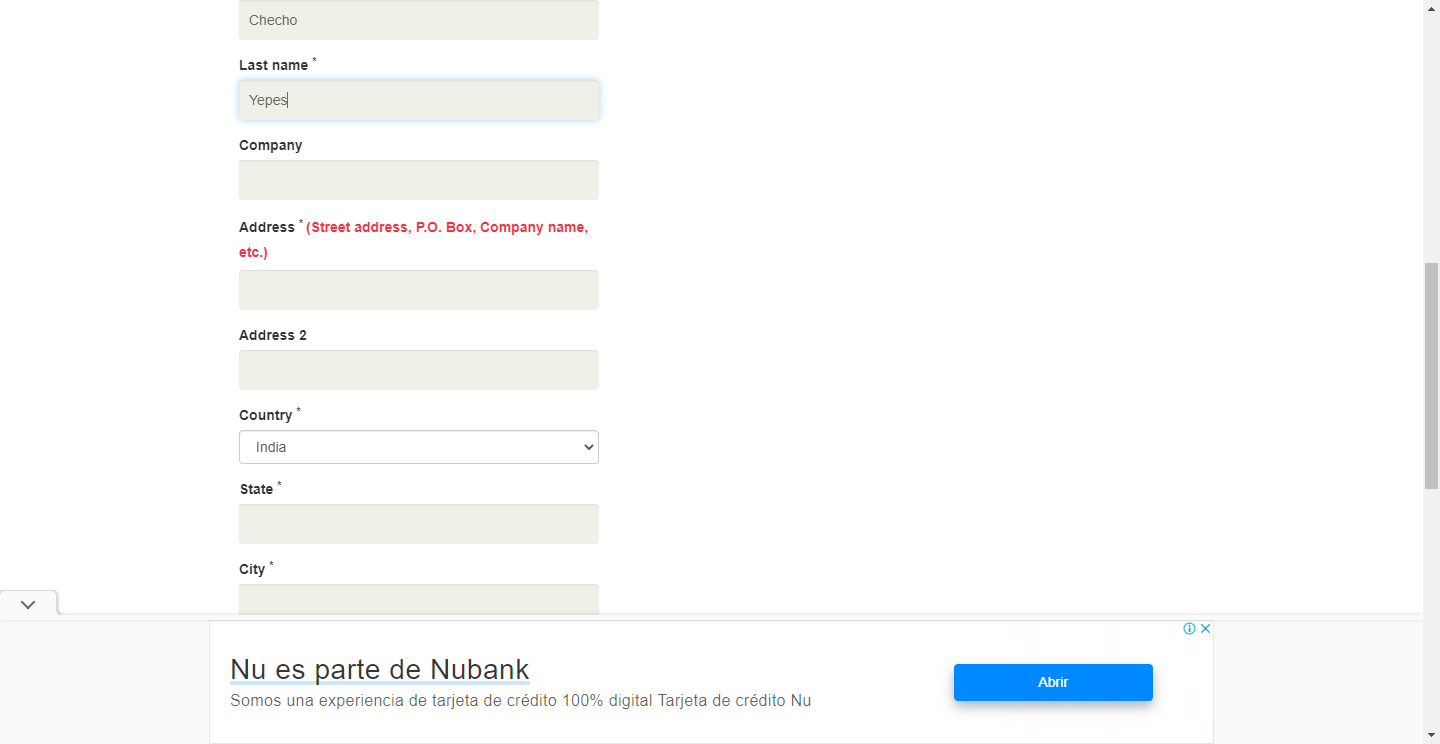 Checho
Last name *
Yepes
Company
Address * (Street address, P.O. Box, Company name,
etc.)
Address 2
Country *
India
State *
City *
Nu es parte de Nubank
Somos una experiencia de tarjeta de crédito 100% digital Tarjeta de crédito Nu
Abrir